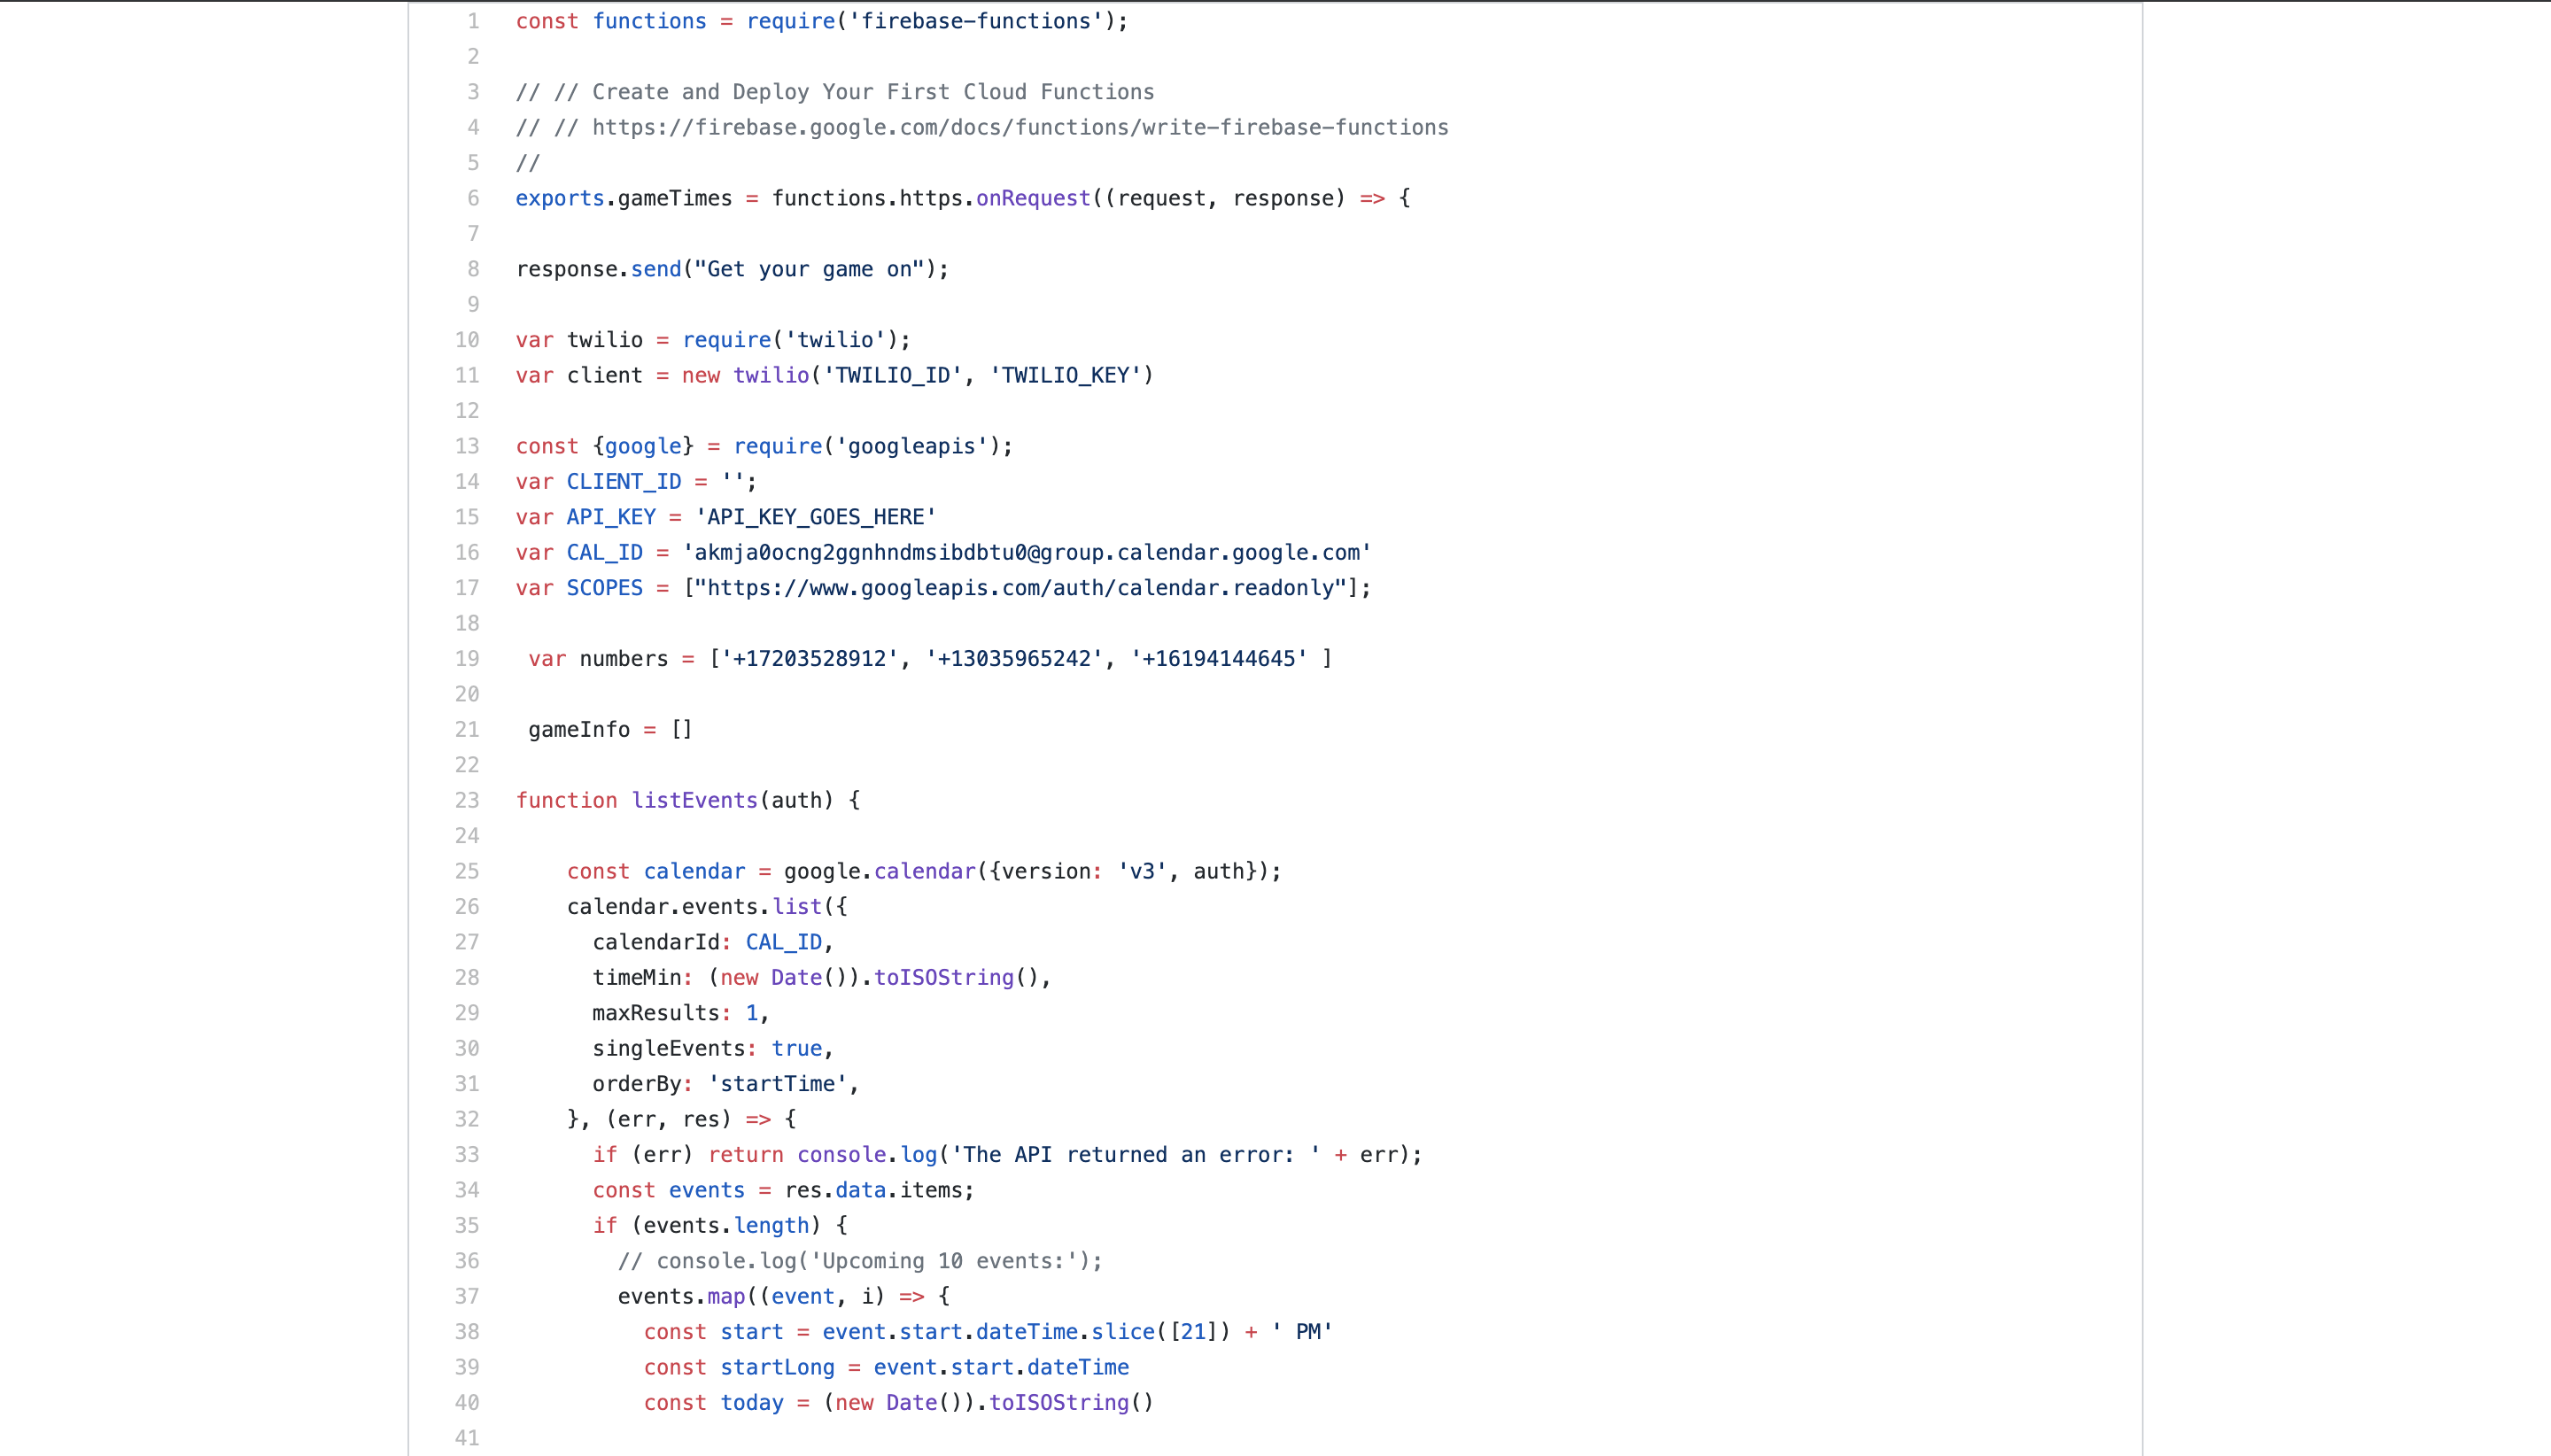 1 const functions = require('firebase-functions');
2
3 // // Create and Deploy Your First Cloud Functions
4 // // https://firebase.google.com/docs/functions/write-firebase-functions
5 //
6 exports.gameTimes = functions.https.onRequest((request, response) => {
7
8 response.send("Get your game on");
9
10 var twilio = require('twilio');
11 var client = new twilio('TWILIO_ID', 'TWILIO_KEY')
12
13 const {google} = require('googleapis');
14 var CLIENT_ID = '';
15 var API_KEY = 'API_KEY_GOES_HERE'
16 var CAL_ID = 'akmja0ocng2ggnhndmsibdbtu0@group.calendar.google.com'
17 var SCOPES = ["https://www.googleapis.com/auth/calendar.readonly"];
18
19  var numbers = ['+17203528912', '+13035965242', '+16194144645' ]
20
21  gameInfo = []
22
23 function listEvents(auth) {
24
25     const calendar = google.calendar({version: 'v3', auth});
26     calendar.events.list({
27       calendarId: CAL_ID,
28       timeMin: (new Date()).toISOString(),
29       maxResults: 1,
30       singleEvents: true,
31       orderBy: 'startTime',
32     }, (err, res) => {
33       if (err) return console.log('The API returned an error: ' + err);
34       const events = res.data.items;
35       if (events.length) {
36         // console.log('Upcoming 10 events:');
37         events.map((event, i) => {
38           const start = event.start.dateTime.slice([21]) + ' PM'
39           const startLong = event.start.dateTime
40           const today = (new Date()).toISOString()
41